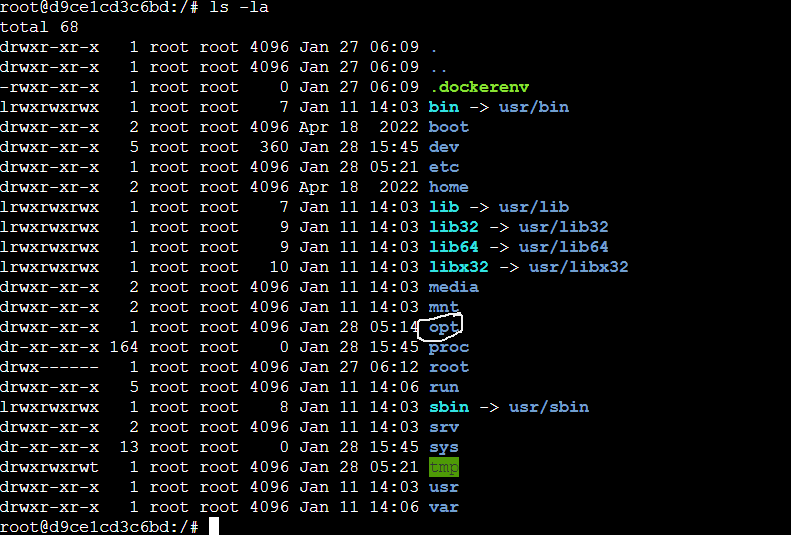 root@d9ce1cd3c6bd:/# ls -la
total 68
drwxr-xr-x   1 root root 4096 Jan 27 06:09 .
drwxr-xr-x   1 root root 4096 Jan 27 06:09 ..
-rwxr-xr-x   1 root root    0 Jan 27 06:09 .dockerenv
lrwxrwxrwx   1 root root    7 Jan 11 14:03 bin -> usr/bin
drwxr-xr-x   2 root root 4096 Apr 18  2022 boot
drwxr-xr-x   5 root root  360 Jan 28 15:45 dev
drwxr-xr-x   1 root root 4096 Jan 28 05:21 etc
drwxr-xr-x   2 root root 4096 Apr 18  2022 home
lrwxrwxrwx   1 root root    7 Jan 11 14:03 lib -> usr/lib
lrwxrwxrwx   1 root root    9 Jan 11 14:03 lib32 -> usr/lib32
lrwxrwxrwx   1 root root    9 Jan 11 14:03 lib64 -> usr/lib64
lrwxrwxrwx   1 root root   10 Jan 11 14:03 libx32 -> usr/libx32
drwxr-xr-x   2 root root 4096 Jan 11 14:03 media
drwxr-xr-x   2 root root 4096 Jan 11 14:03 mnt
drwxr-xr-x   1 root root 4096 Jan 28 05:14 opt
dr-xr-xr-x 164 root root    0 Jan 28 15:45 proc
drwx------   1 root root 4096 Jan 27 06:12 root
drwxr-xr-x   5 root root 4096 Jan 11 14:06 run
lrwxrwxrwx   1 root root    8 Jan 11 14:03 sbin -> usr/sbin
drwxr-xr-x   2 root root 4096 Jan 11 14:03 srv
dr-xr-xr-x  13 root root    0 Jan 28 15:45 sys
drwxrwxrwt   1 root root 4096 Jan 28 05:21 tmp
drwxr-xr-x   1 root root 4096 Jan 11 14:03 usr
drwxr-xr-x   1 root root 4096 Jan 11 14:06 var
root@d9ce1cd3c6bd:/#